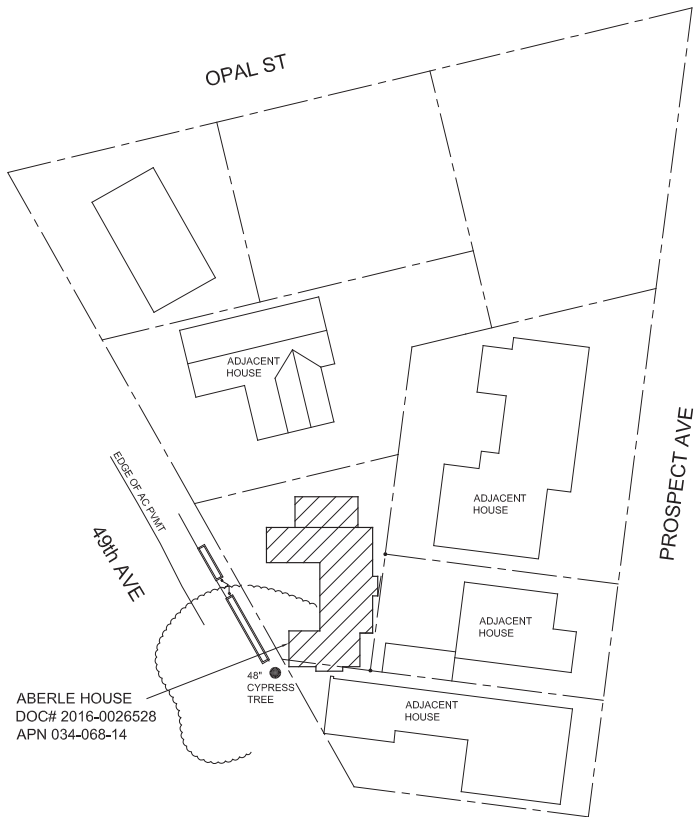 OPAL ST
ADJACENT
HOUSE
EDGE OF AC PVMT
49th AVE
ADJACENT
HOUSE
PROSPECT AVE
ADJACENT
HOUSE
48"
CYPRESS
TREE
ABERLE HOUSE
DOC# 2016-0026528
APN 034-068-14
ADJACENT
HOUSE